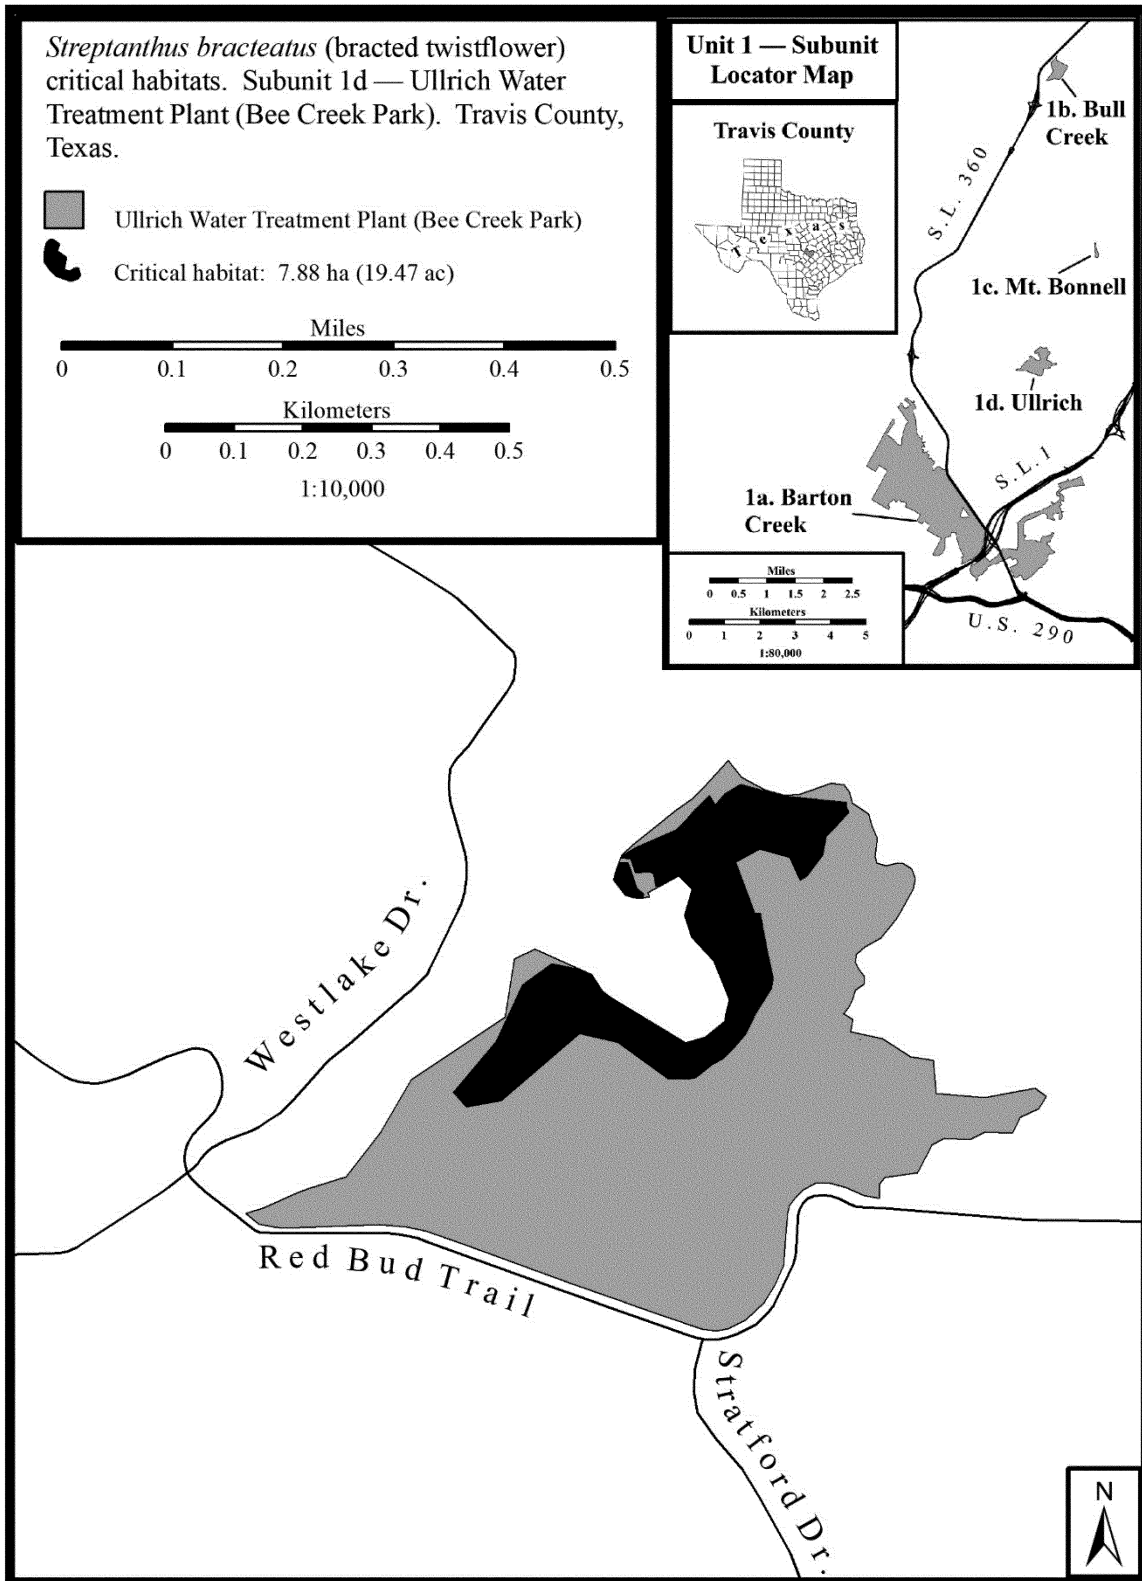 Streptanthus bracteatus (bracted twistflower)
critical habitats.  Subunit 1d — Ullrich Water
Treatment Plant (Bee Creek Park).  Travis County,
Texas.
Ullrich Water Treatment Plant (Bee Creek Park)
Critical habitat:  7.88 ha (19.47 ac)
Miles
0 0.1 0.2 0.3 0.4 0.5
Kilometers
0 0.1 0.2 0.3 0.4 0.5
1:10,000
Unit 1 — Subunit
Locator Map
Travis County
T e x a s
1b. Bull
Creek
S.L. 360
1c. Mt. Bonnell
1d. Ullrich
S.L.1
1a. Barton
Creek
U.S. 290
Miles
0 0.5 1 1.5 2 2.5
Kilometers
0 1 2 3 4 5
1:80,000
Westlake Dr.
Red Bud Trail
Stratford Dr.
N